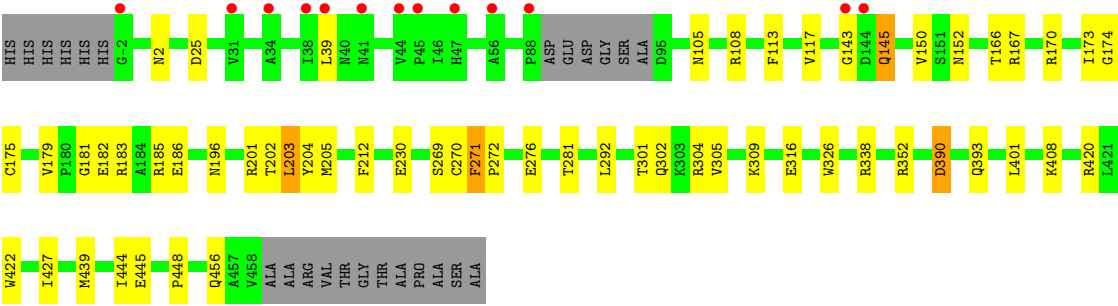 HIS HIS HIS HIS HIS HIS G-2 N2 D25 V31 A34 I38 L39 N40 N41 V44 P45 I46 H47 A56 P88 ASP GLU ASP GLY SER ALA D95 N105 R108 F113 V117 G143 D144 Q145 V150 S151 N152 T166 R167 R170 I173 G174
C175 V179 P180 G181 E182 R183 A184 R185 E186 N196 R201 T202 L203 Y204 M205 F212 E230 S269 C270 F271 P272 E276 T281 L292 T301 Q302 K303 R304 V305 K309 E316 W326 R338 R352 D390 Q393 L401 K408 R420 L421
W422 I427 M439 I444 E445 P448 Q456 A457 V458 ALA ALA ARG VAL THR GLY THR ALA PRO ALA SER ALA